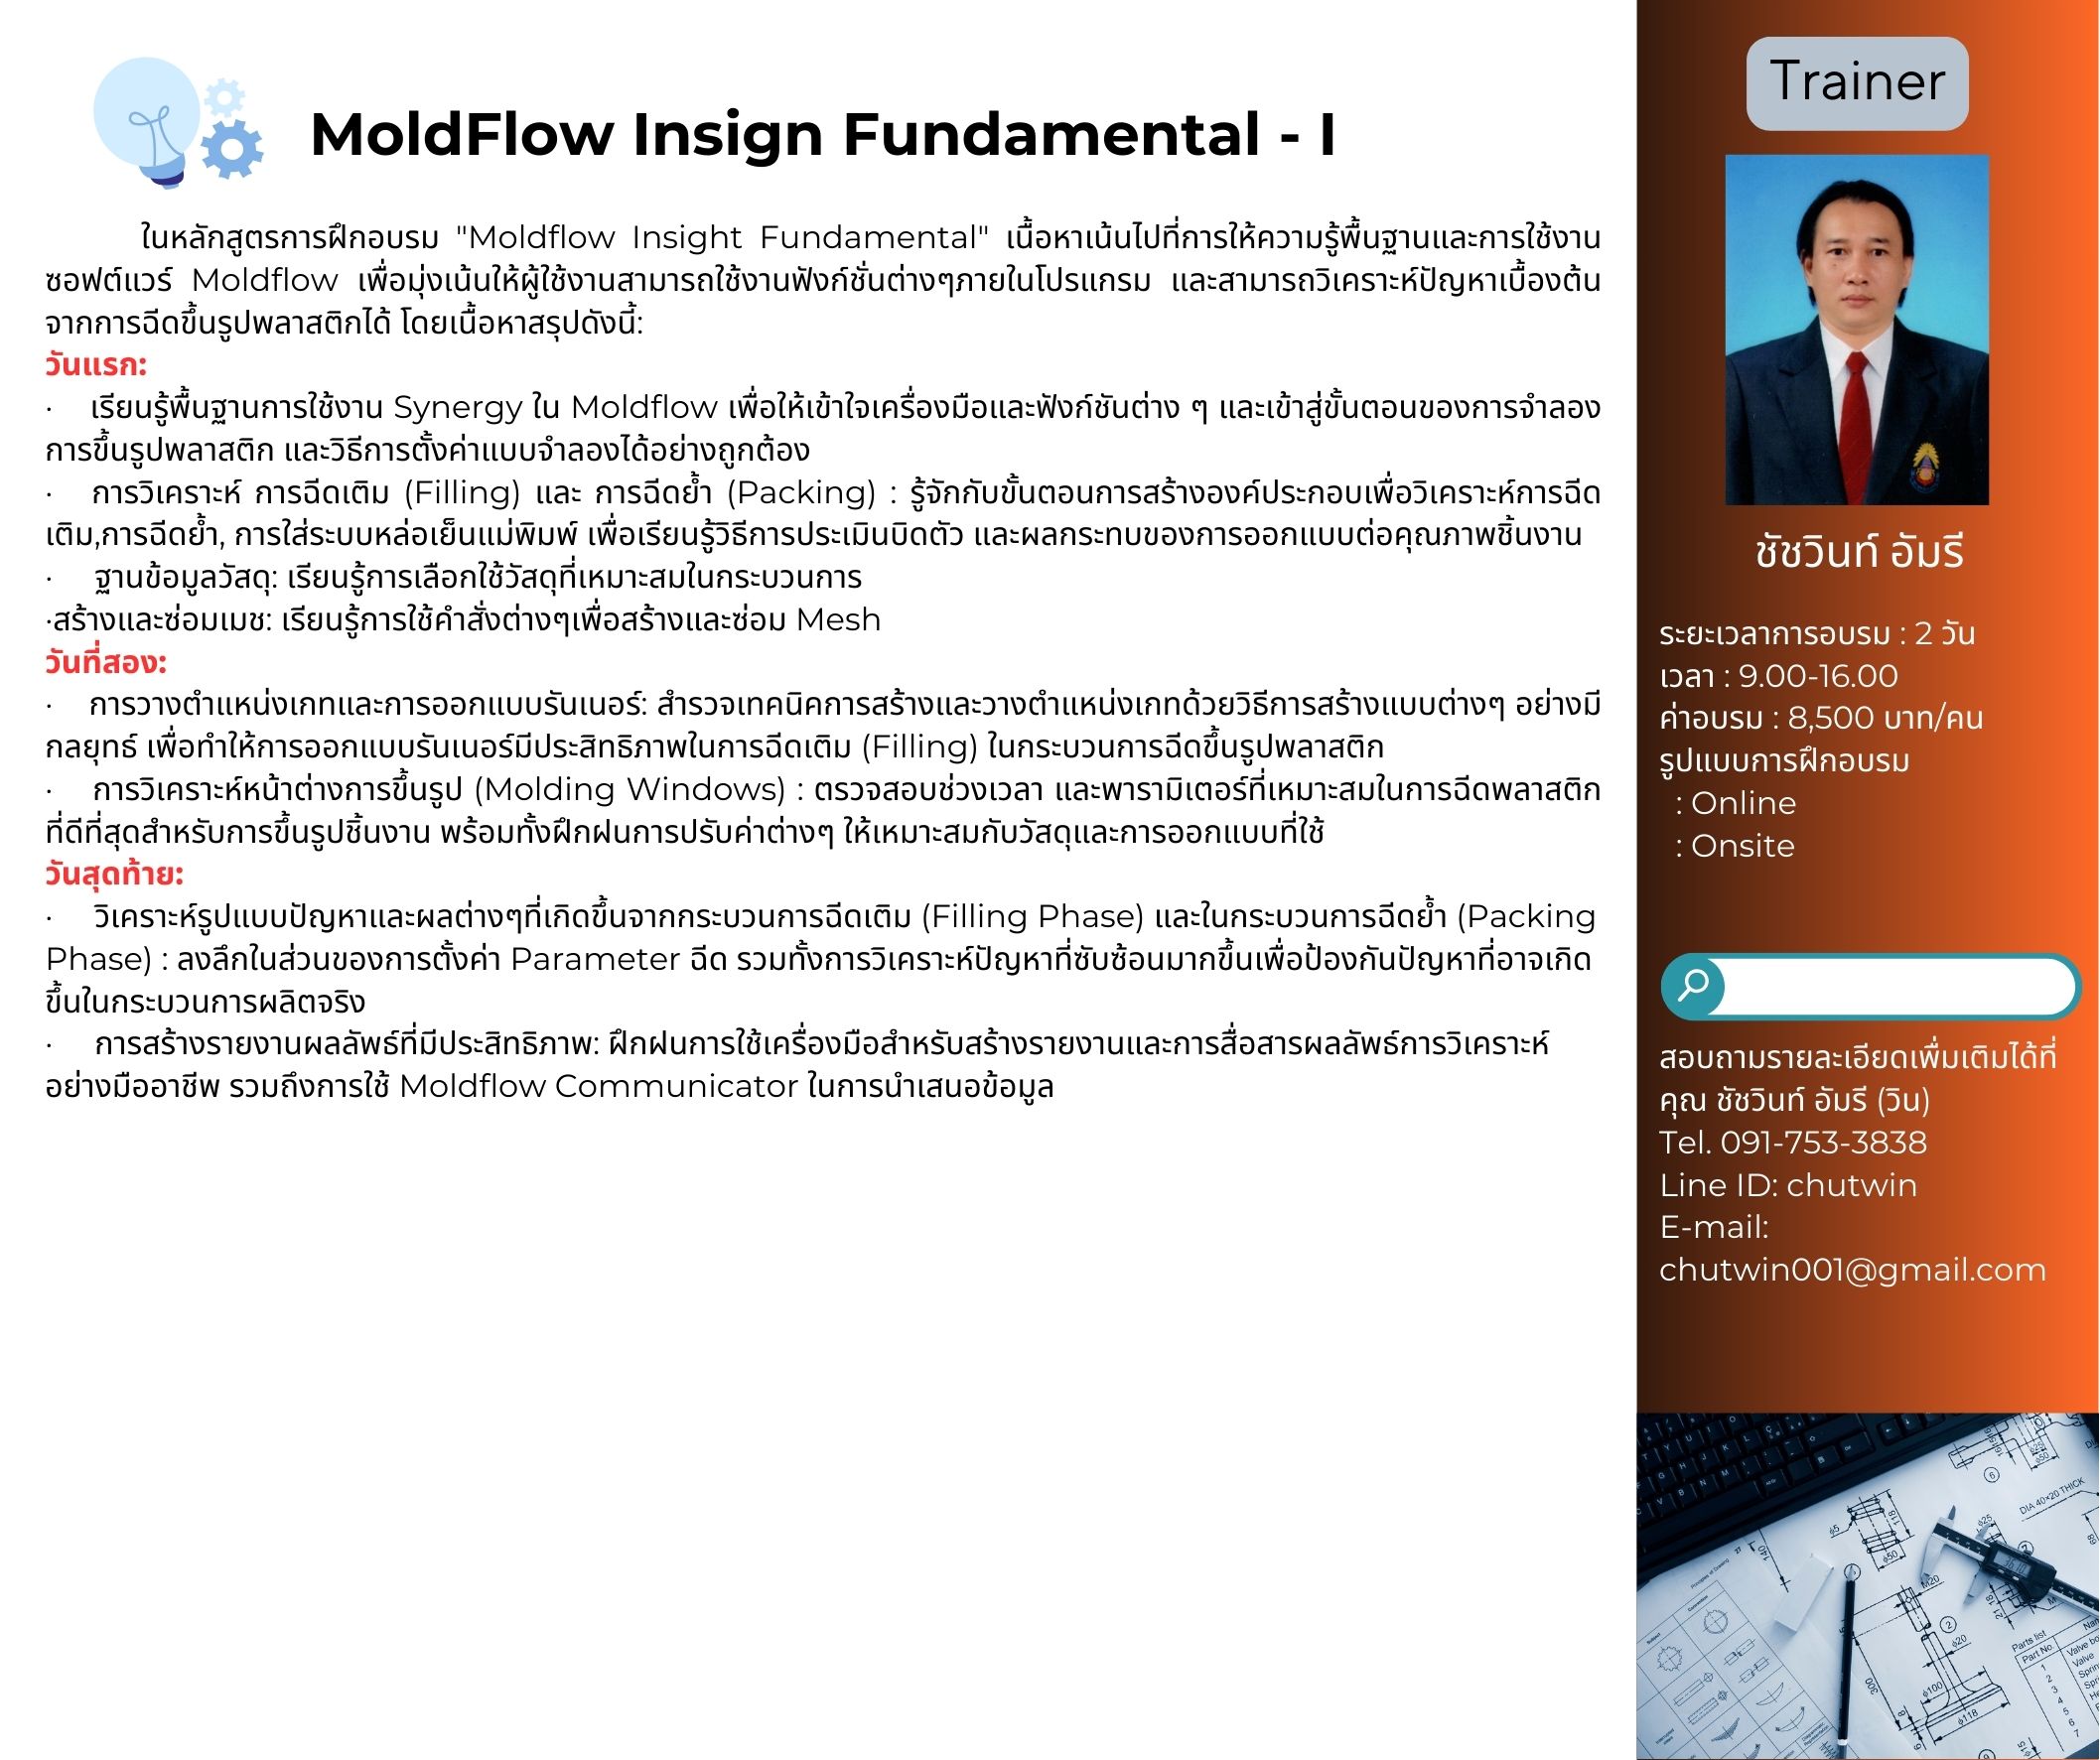 MoldFlow Insign Fundamental - I
ในหลักสูตรการฝึกอบรม "Moldflow Insight Fundamental" เนื้อหาเน้นไปที่การให้ความรู้พื้นฐานและการใช้งาน
ซอฟต์แวร์ Moldflow เพื่อมุ่งเน้นให้ผู้ใช้งานสามารถใช้งานฟังก์ชั่นต่างๆภายในโปรแกรม และสามารถวิเคราะห์ปัญหาเบื้องต้น
จากการฉีดขึ้นรูปพลาสติกได้ โดยเนื้อหาสรุปดังนี้:
วันแรก:
· เรียนรู้พื้นฐานการใช้งาน Synergy ใน Moldflow เพื่อให้เข้าใจเครื่องมือและฟังก์ชันต่าง ๆ และเข้าสู่ขั้นตอนของการจำลอง
การขึ้นรูปพลาสติก และวิธีการตั้งค่าแบบจำลองได้อย่างถูกต้อง
· การวิเคราะห์ การฉีดเติม (Filling) และ การฉีดย้ำ (Packing) : รู้จักกับขั้นตอนการสร้างองค์ประกอบเพื่อวิเคราะห์การฉีด
เติม,การฉีดย้ำ, การใส่ระบบหล่อเย็นแม่พิมพ์ เพื่อเรียนรู้วิธีการประเมินบิดตัว และผลกระทบของการออกแบบต่อคุณภาพชิ้นงาน
· ฐานข้อมูลวัสดุ: เรียนรู้การเลือกใช้วัสดุที่เหมาะสมในกระบวนการ
·สร้างและซ่อมเมช: เรียนรู้การใช้คำสั่งต่างๆเพื่อสร้างและซ่อม Mesh
วันที่สอง:
· การวางตำแหน่งเกทและการออกแบบรันเนอร์: สำรวจเทคนิคการสร้างและวางตำแหน่งเกทด้วยวิธีการสร้างแบบต่างๆ อย่างมี
กลยุทธ์ เพื่อทำให้การออกแบบรันเนอร์มีประสิทธิภาพในการฉีดเติม (Filling) ในกระบวนการฉีดขึ้นรูปพลาสติก
· การวิเคราะห์หน้าต่างการขึ้นรูป (Molding Windows) : ตรวจสอบช่วงเวลา และพารามิเตอร์ที่เหมาะสมในการฉีดพลาสติก
ที่ดีที่สุดสำหรับการขึ้นรูปชิ้นงาน พร้อมทั้งฝึกฝนการปรับค่าต่างๆ ให้เหมาะสมกับวัสดุและการออกแบบที่ใช้
วันสุดท้าย:
· วิเคราะห์รูปแบบปัญหาและผลต่างๆที่เกิดขึ้นจากกระบวนการฉีดเติม (Filling Phase) และในกระบวนการฉีดย้ำ (Packing
Phase) : ลงลึกในส่วนของการตั้งค่า Parameter ฉีด รวมทั้งการวิเคราะห์ปัญหาที่ซับซ้อนมากขึ้นเพื่อป้องกันปัญหาที่อาจเกิด
ขึ้นในกระบวนการผลิตจริง
· การสร้างรายงานผลลัพธ์ที่มีประสิทธิภาพ: ฝึกฝนการใช้เครื่องมือสำหรับสร้างรายงานและการสื่อสารผลลัพธ์การวิเคราะห์
อย่างมืออาชีพ รวมถึงการใช้ Moldflow Communicator ในการนำเสนอข้อมูล
Trainer
ชัชวินท์ อัมรี
ระยะเวลาการอบรม : 2 วัน
เวลา : 9.00-16.00
ค่าอบรม : 8,500 บาท/คน
รูปแบบการฝึกอบรม
: Online
: Onsite
สอบถามรายละเอียดเพิ่มเติมได้ที่
คุณ ชัชวินท์ อัมรี (วิน)
Tel. 091-753-3838
Line ID: chutwin
E-mail:
chutwin001@gmail.com
DIA 40×20 THICK
Parts list
Part No.